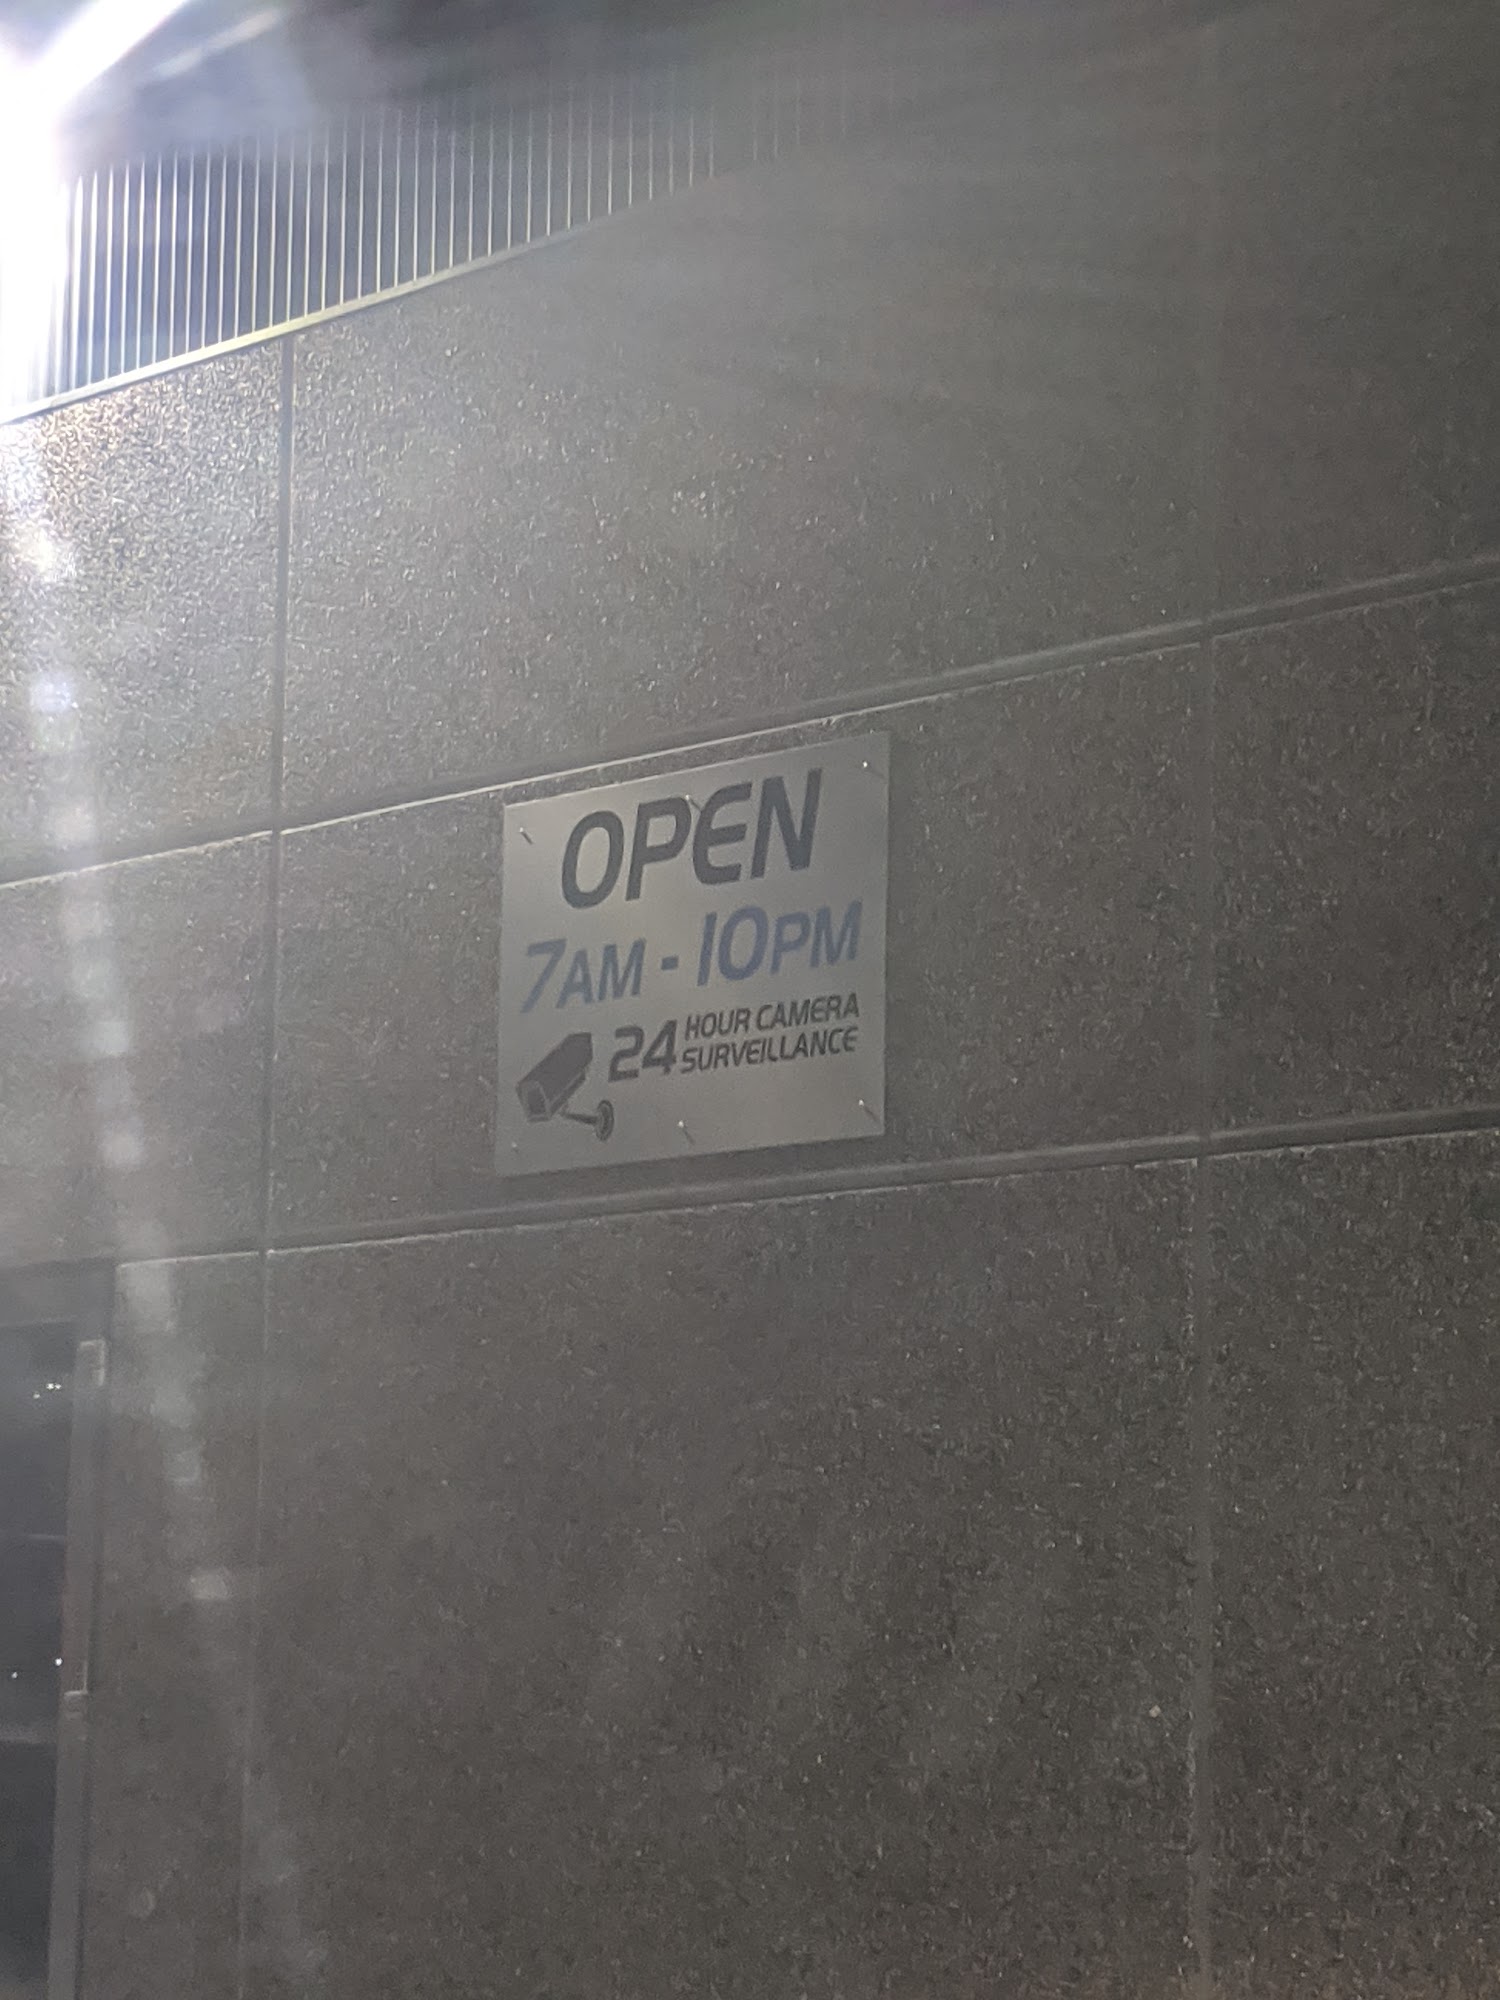 OPEN
7AM - 10PM
24 HOUR CAMERA
SURVEILLANCE